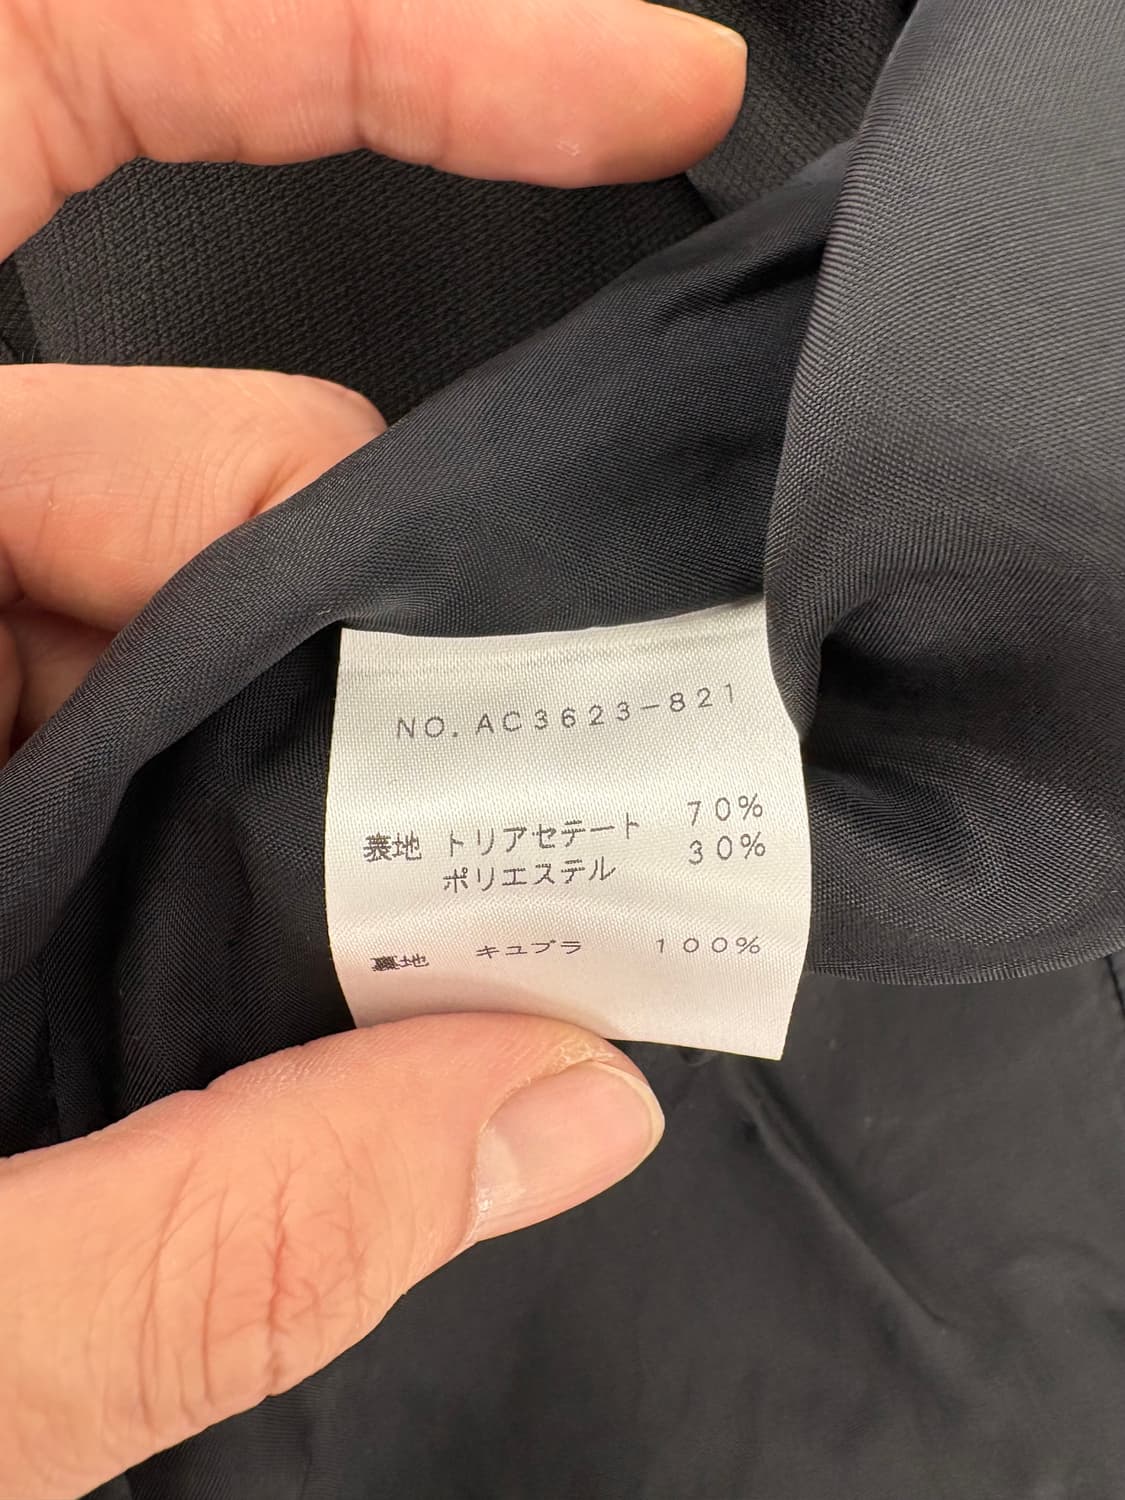 NO.AC3623-821
表地 トリアセテート 70%
ポリエステル 30%
裏地 キュプラ 100%